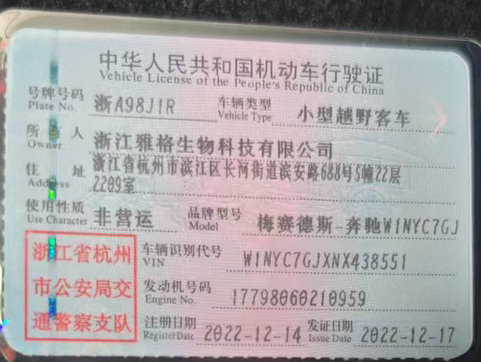 中华人民共和国机动车行驶证
Vehicle License of the People's Republic of China
号牌号码 浙A98J1R 车辆类型 小型越野客车
Plate No. Vehicle Type
所有人 浙江雅格生物科技有限公司
Owner
住址 浙江省杭州市滨江区长河街道滨安路688号5幢22层
Address 2209室
使用性质 非营运 品牌型号 梅赛德斯-奔驰W1NYC7GJ
Use Character Model
浙江省杭州
市公安局交
通警察支队
车辆识别代号 W1NYC7GJXNX438551
VIN
发动机号码 17798060210959
Engine No.
注册日期 2022-12-14 发证日期 2022-12-17
Register Date Issue Date